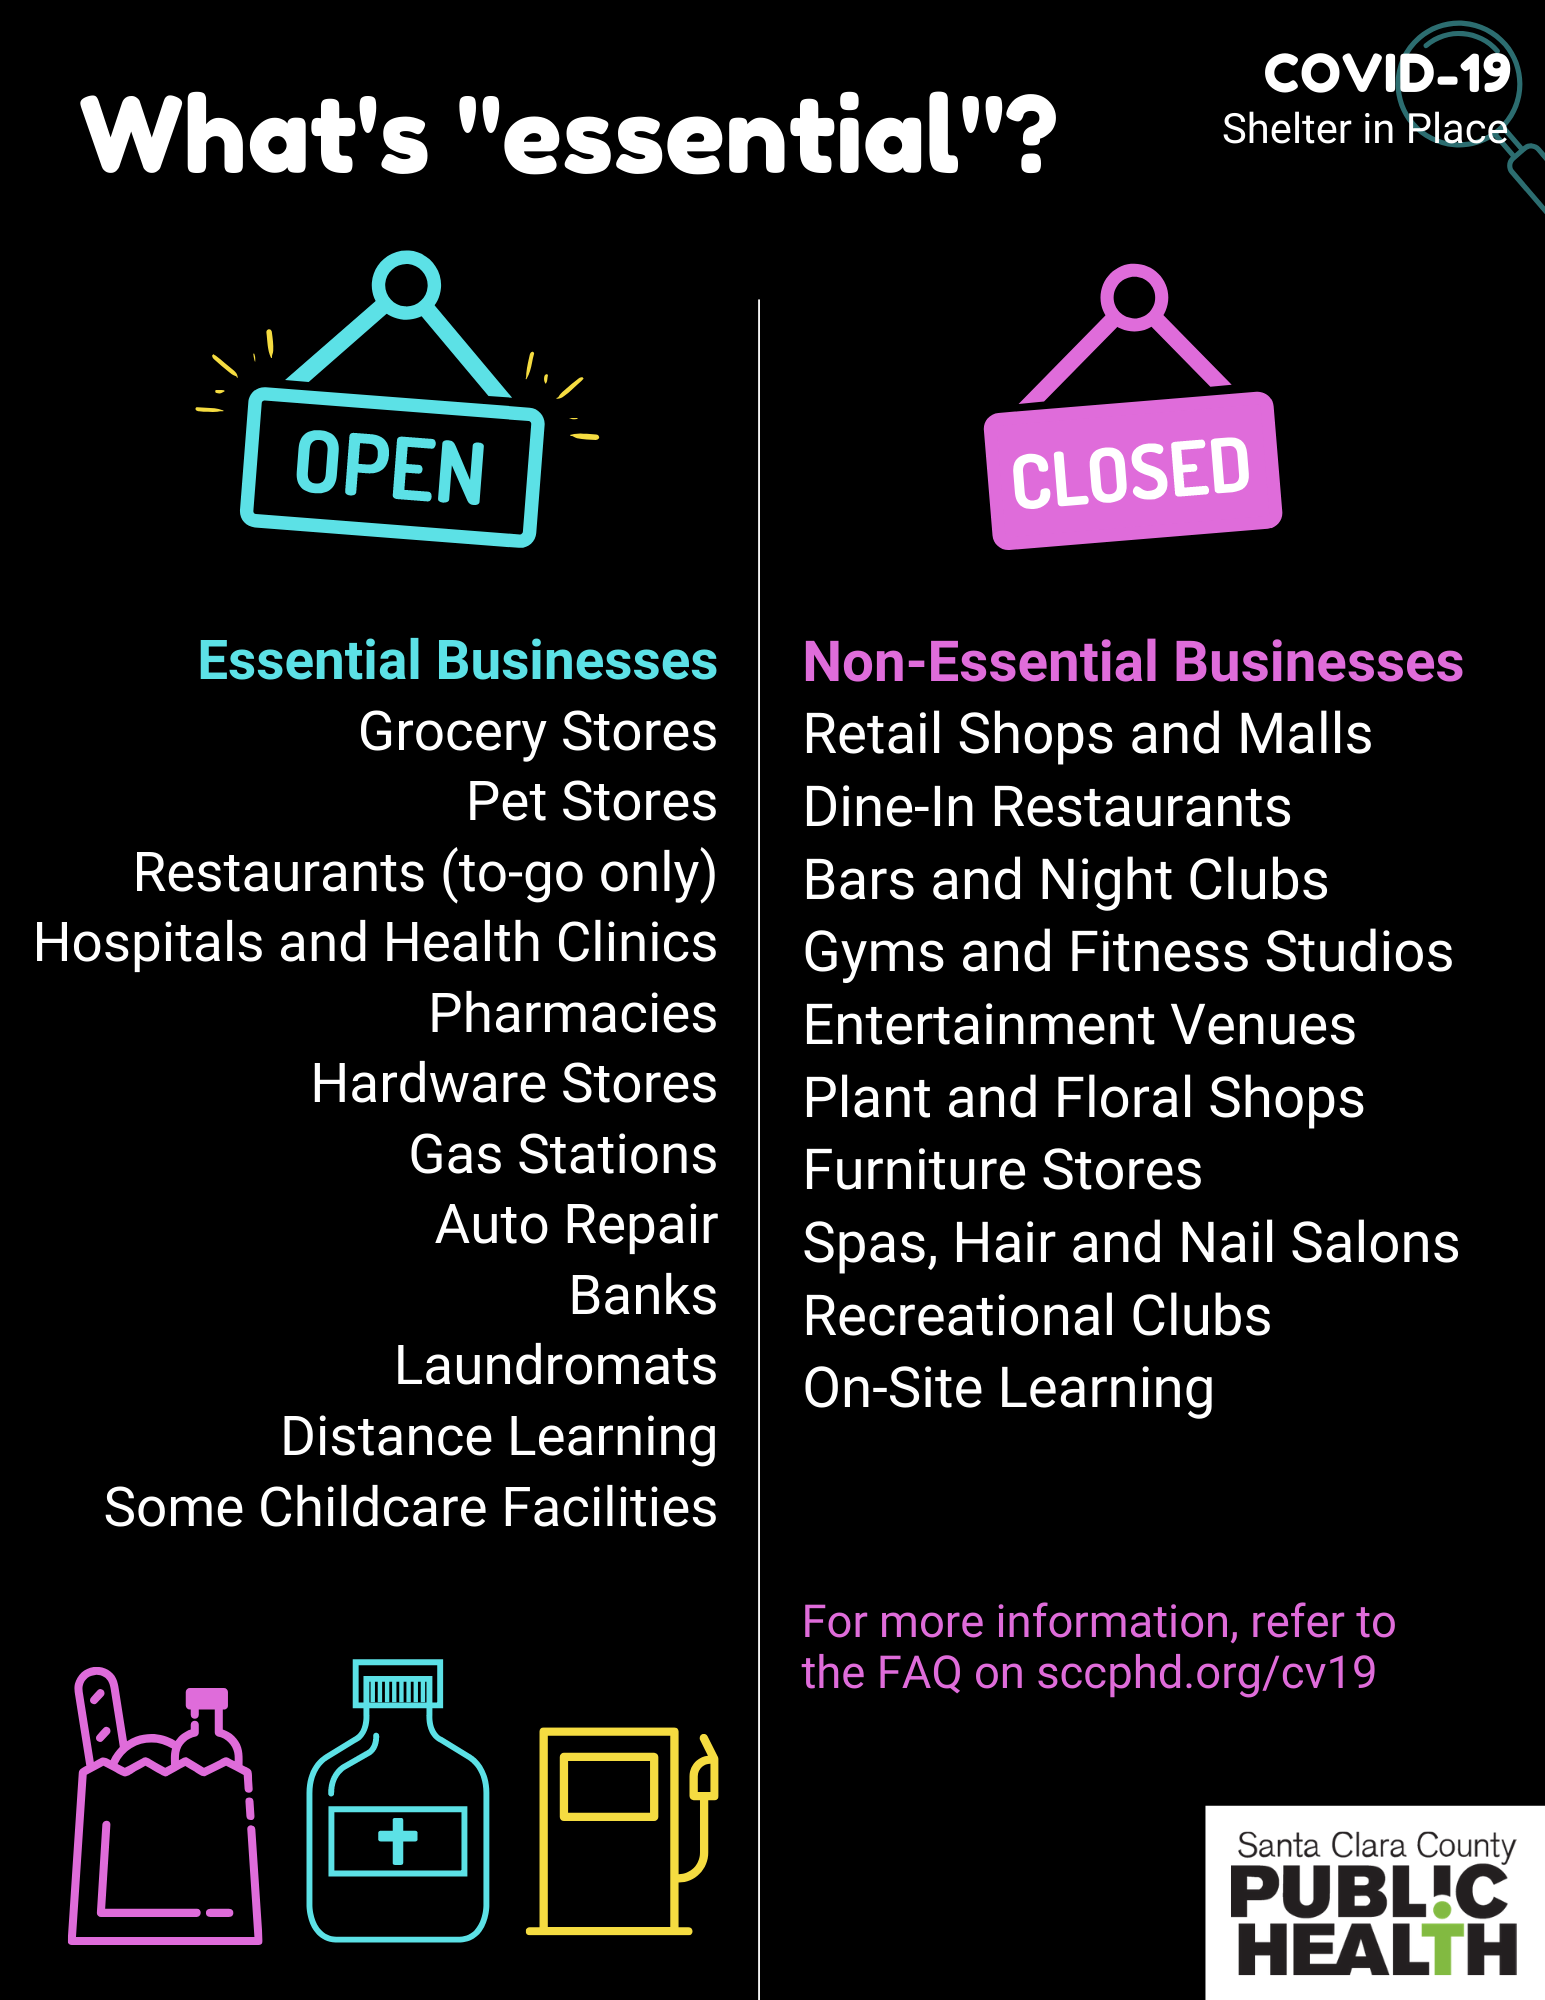 What's "essential"?
COVID-19
Shelter in Place
OPEN
Essential Businesses
Grocery Stores
Pet Stores
Restaurants (to-go only)
Hospitals and Health Clinics
Pharmacies
Hardware Stores
Gas Stations
Auto Repair
Banks
Laundromats
Distance Learning
Some Childcare Facilities
CLOSED
Non-Essential Businesses
Retail Shops and Malls
Dine-In Restaurants
Bars and Night Clubs
Gyms and Fitness Studios
Entertainment Venues
Plant and Floral Shops
Furniture Stores
Spas, Hair and Nail Salons
Recreational Clubs
On-Site Learning
For more information, refer to
the FAQ on sccphd.org/cv19
Santa Clara County
PUBLIC
HEALTH